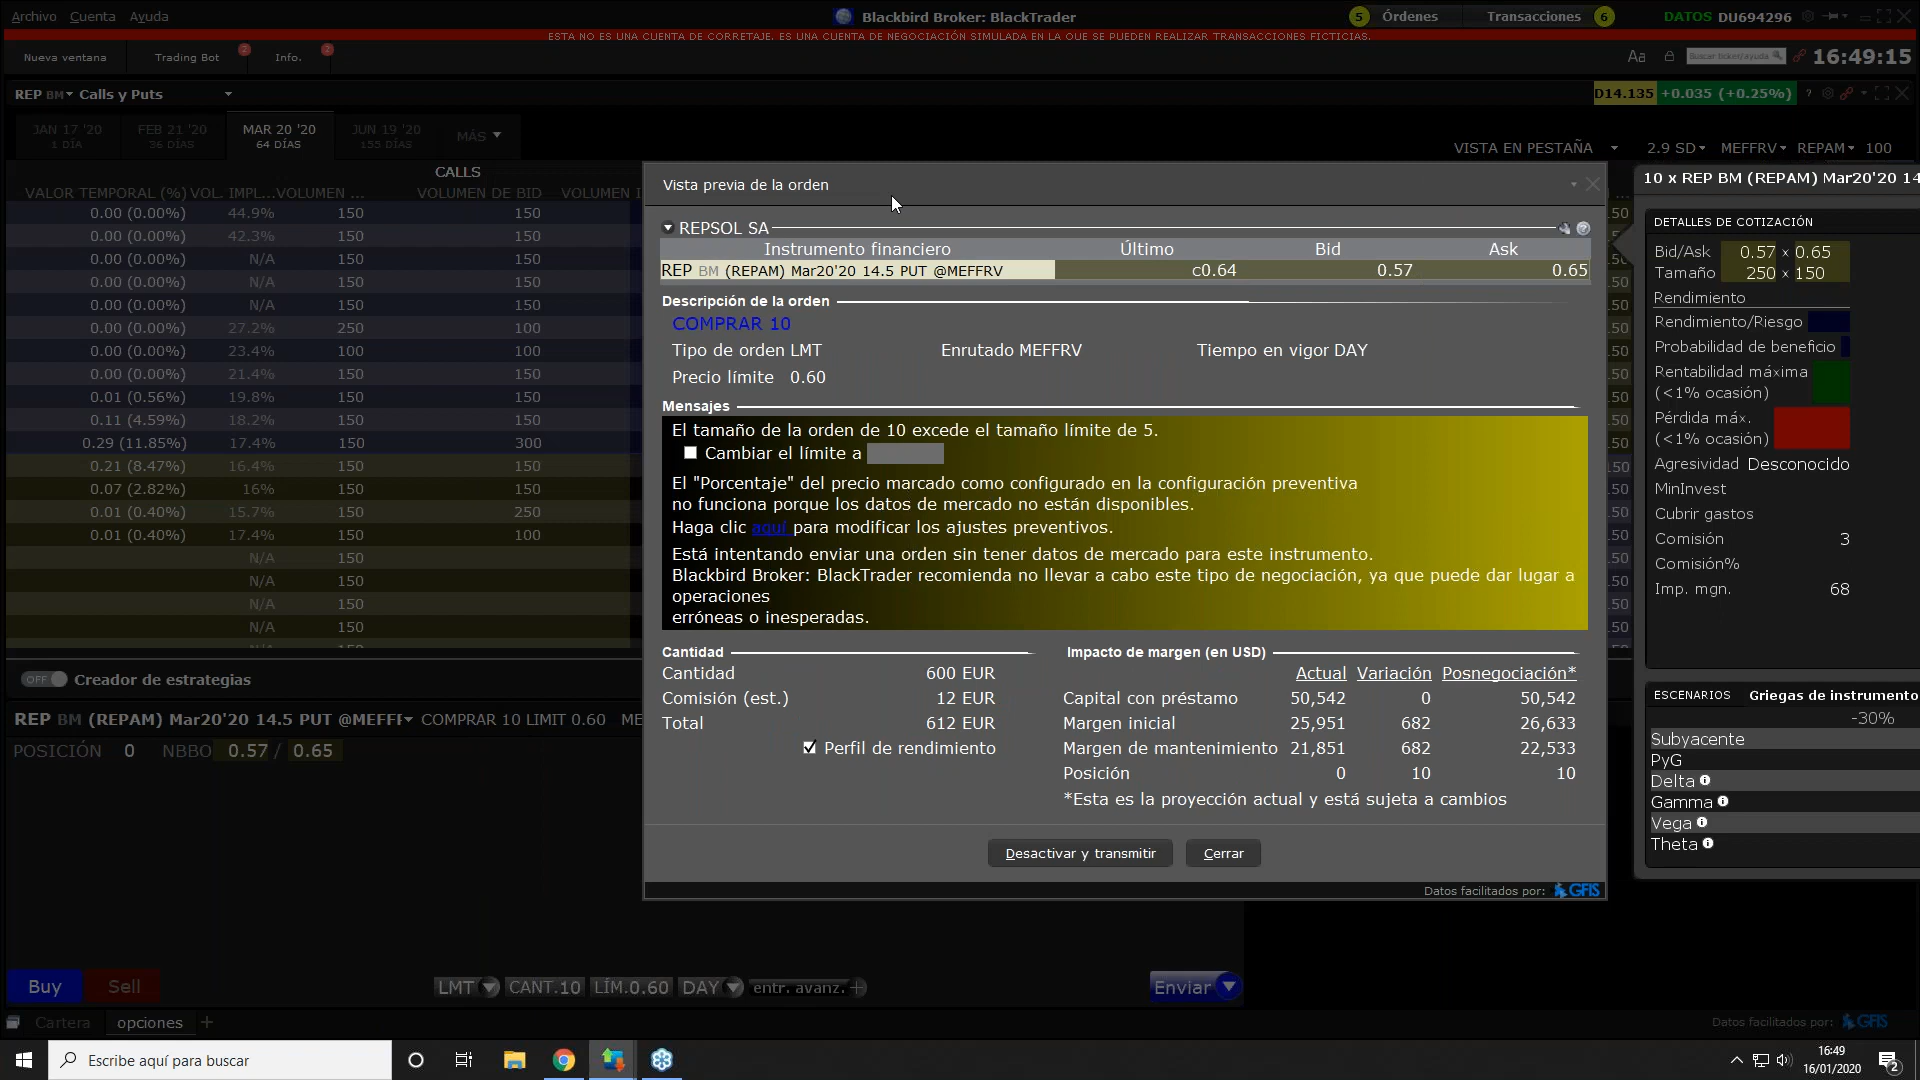 Archivo Cuenta Ayuda
Blackbird Broker: BlackTrader
5 Órdenes Transacciones 6
DATOS DU694296
ESTA NO ES UNA CUENTA DE CORRETAJE. ES UNA CUENTA DE NEGOCIACIÓN SIMULADA EN LA QUE SE PUEDEN REALIZAR TRANSACCIONES FICTICIAS.
Nueva ventana Trading Bot 2 Info. 2
Aa Buscar ticker/ayuda 16:49:15
REP BM Calls y Puts
D14.135 +0.035 (+0.25%) ?
JAN 17 '20 FEB 21 '20 MAR 20 '20 JUN 19 '20 MÁS
1 DÍA 36 DÍAS 64 DÍAS 155 DÍAS
VISTA EN PESTAÑA 2.9 SD MEFFRV REPAM 100
CALLS
VALOR TEMPORAL (%) VOL. IMPL... VOLUMEN ... VOLUMEN DE BID VOLUMEN I
0.00 (0.00%) 44.9% 150 150
0.00 (0.00%) 42.3% 150 150
0.00 (0.00%) N/A 150 150
0.00 (0.00%) N/A 150 150
0.00 (0.00%) N/A 150 150
0.00 (0.00%) 27.2% 250 100
0.00 (0.00%) 23.4% 100 100
0.00 (0.00%) 21.4% 150 150
0.01 (0.56%) 19.8% 150 150
0.11 (4.59%) 18.2% 150 150
0.29 (11.85%) 17.4% 150 300
0.21 (8.47%) 16.4% 150 150
0.07 (2.82%) 16% 150 150
0.01 (0.40%) 15.7% 150 250
0.01 (0.40%) 17.4% 150 100
N/A 150
N/A 150
N/A 150
N/A 150
Vista previa de la orden
REPSOL SA
Instrumento financiero Último Bid Ask
REP BM (REPAM) Mar20'20 14.5 PUT @MEFFRV C0.64 0.57 0.65
Descripción de la orden
COMPRAR 10
Tipo de orden LMT Enrutado MEFFRV Tiempo en vigor DAY
Precio límite 0.60
Mensajes
El tamaño de la orden de 10 excede el tamaño límite de 5.
Cambiar el límite a
El "Porcentaje" del precio marcado como configurado en la configuración preventiva
no funciona porque los datos de mercado no están disponibles.
Haga clic aquí para modificar los ajustes preventivos.
Está intentando enviar una orden sin tener datos de mercado para este instrumento.
Blackbird Broker: BlackTrader recomienda no llevar a cabo este tipo de negociación, ya que puede dar lugar a
operaciones
erróneas o inesperadas.
Cantidad
Cantidad 600 EUR
Comisión (est.) 12 EUR
Total 612 EUR
Perfil de rendimiento
Impacto de margen (en USD)
Actual Variación Posnegociación*
Capital con préstamo 50,542 0 50,542
Margen inicial 25,951 682 26,633
Margen de mantenimiento 21,851 682 22,533
Posición 0 10 10
*Esta es la proyección actual y está sujeta a cambios
Desactivar y transmitir Cerrar
Datos facilitados por: GFIS
10 x REP BM (REPAM) Mar20'20 14
DETALLES DE COTIZACIÓN
Bid/Ask 0.57 x 0.65
Tamaño 250 x 150
Rendimiento
Rendimiento/Riesgo
Probabilidad de beneficio
Rentabilidad máxima
(<1% ocasión)
Pérdida máx.
(<1% ocasión)
Agresividad Desconocido
MinInvest
Cubrir gastos
Comisión 3
Comisión%
Imp. mgn. 68
ESCENARIOS Griegas de instrumento
-30%
Subyacente
PyG
Delta
Gamma
Vega
Theta
OFF Creador de estrategias
REP BM (REPAM) Mar20'20 14.5 PUT @MEFF COMPRAR 10 LIMIT 0.60 ME
POSICIÓN 0 NBBO 0.57 / 0.65
Buy Sell LMT CANT.10 LÍM.0.60 DAY entr. avanz. + Enviar
Cartera opciones +
Datos facilitados por: GFIS
Escribe aquí para buscar
16:49
16/01/2020
2